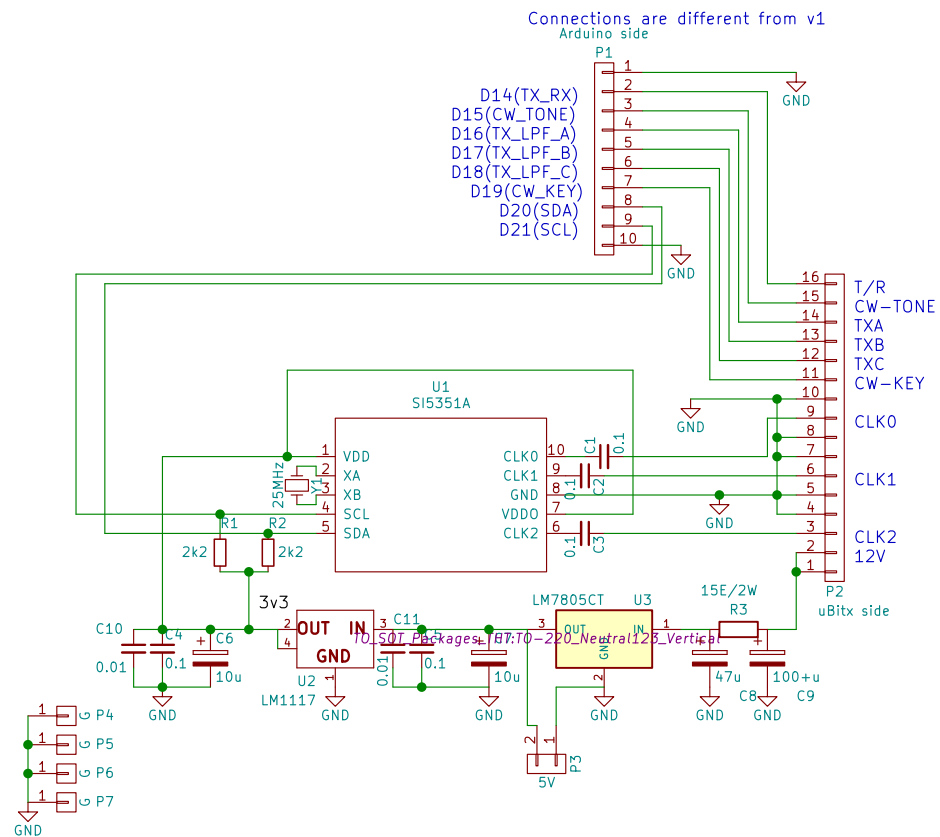 Connections are different from v1
Arduino side
P1
1
GND
2
D14(TX_RX)
3
D15(CW_TONE)
4
D16(TX_LPF_A)
5
D17(TX_LPF_B)
6
D18(TX_LPF_C)
7
D19(CW_KEY)
8
D20(SDA)
9
D21(SCL)
10
GND
16
T/R
15
CW-TONE
14
TXA
13
TXB
12
TXC
11
CW-KEY
10
9
CLK0
8
7
6
CLK1
5
4
3
CLK2
2
12V
1
P2
uBitx side
GND
GND
U1
SI5351A
1 VDD
2 XA
3 XB
4 SCL
5 SDA
CLK0 10
CLK1 9
GND 8
VDDO 7
CLK2 6
25MHz
Y1
C1
0.1
0.1
C2
0.1
C3
R1
2k2
R2
2k2
3v3
C10
0.01
C4
0.1
C6
+
10u
GND
2
4
OUT IN
GND
3
1
U2
LM1117
GND
C11
0.01
+
10u
GND
TO_SOT_Packages_THT:TO-220_Neutral123_Vertical
LM7805CT
U3
3
OUT IN
GND
1
2
GND
15E/2W
R3
+
47u
C8
GND
+
100+u
C9
GND
2
1
P3
5V
1
G P4
1
G P5
1
G P6
1
G P7
GND